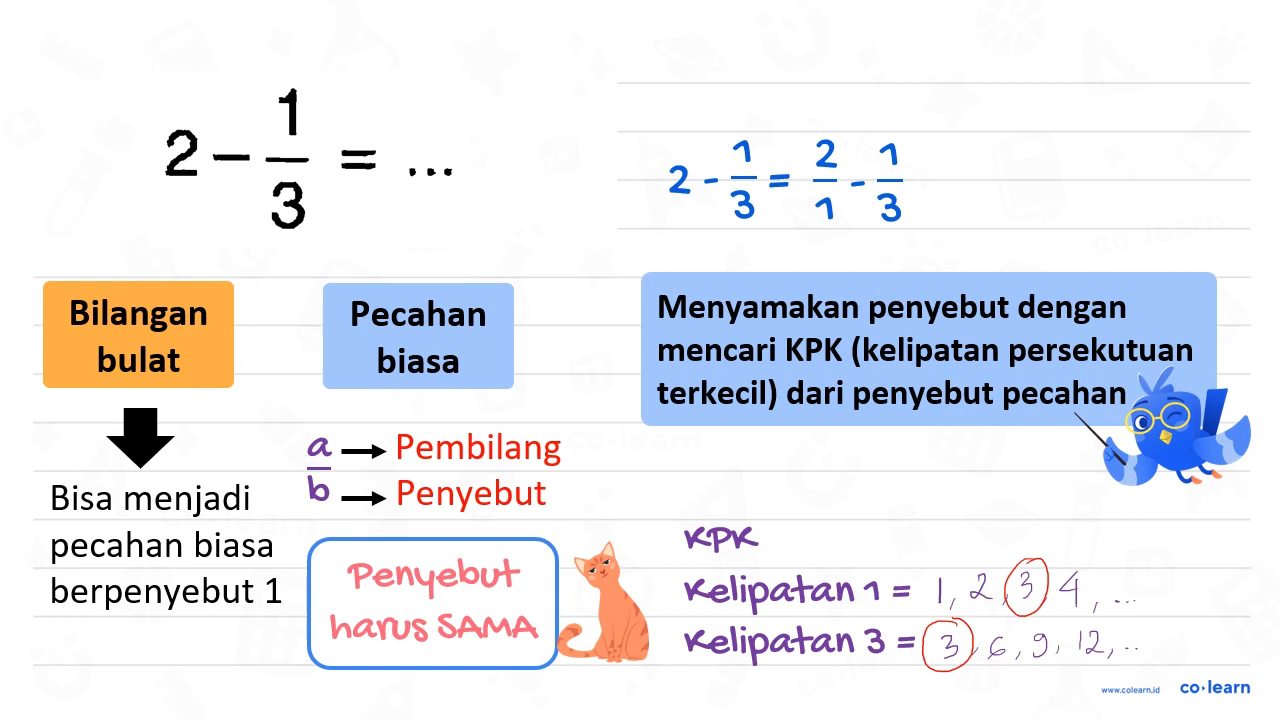 2 - 1/3 = ...
2 - 1/3 = 2/1 - 1/3
Bilangan
bulat
Pecahan
biasa
Menyamakan penyebut dengan
mencari KPK (kelipatan persekutuan
terkecil) dari penyebut pecahan
a → Pembilang
b → Penyebut
Bisa menjadi
pecahan biasa
berpenyebut 1
Penyebut
harus SAMA
KPK
Kelipatan 1 = 1, 2, 3, 4, ...
Kelipatan 3 = 3, 6, 9, 12, ..
www.colearn.id
co·learn